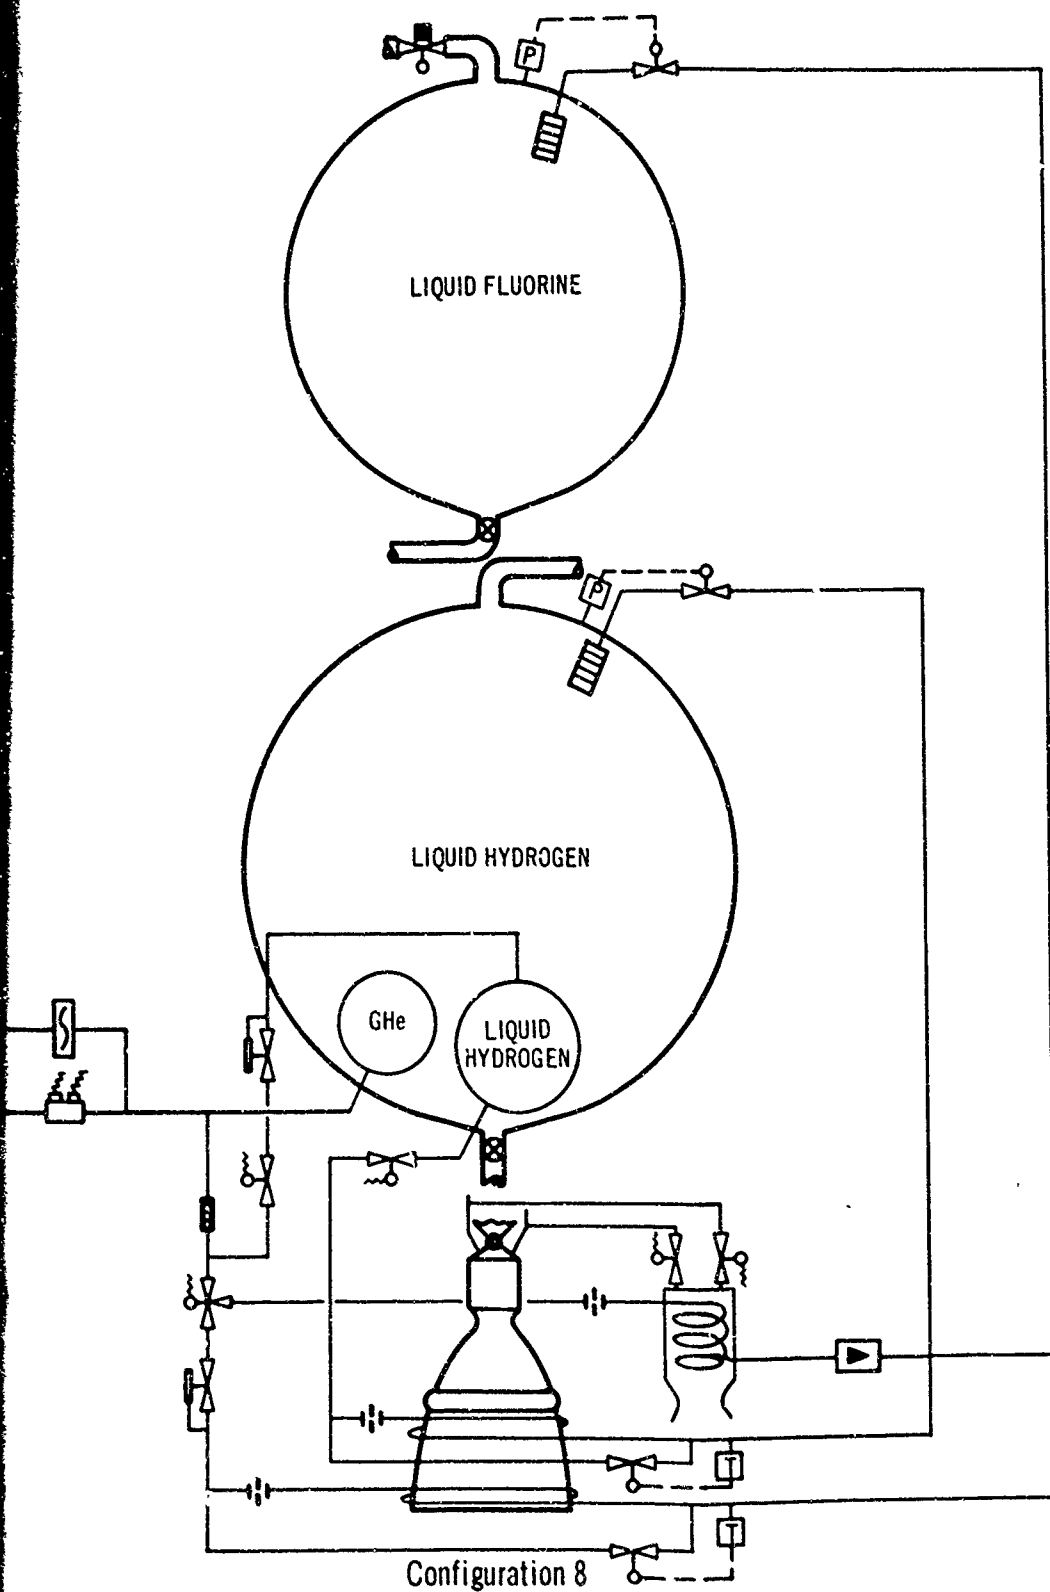 P
LIQUID FLUORINE
P
LIQUID HYDROGEN
GHe
LIQUID
HYDROGEN
T
T
Configuration 8